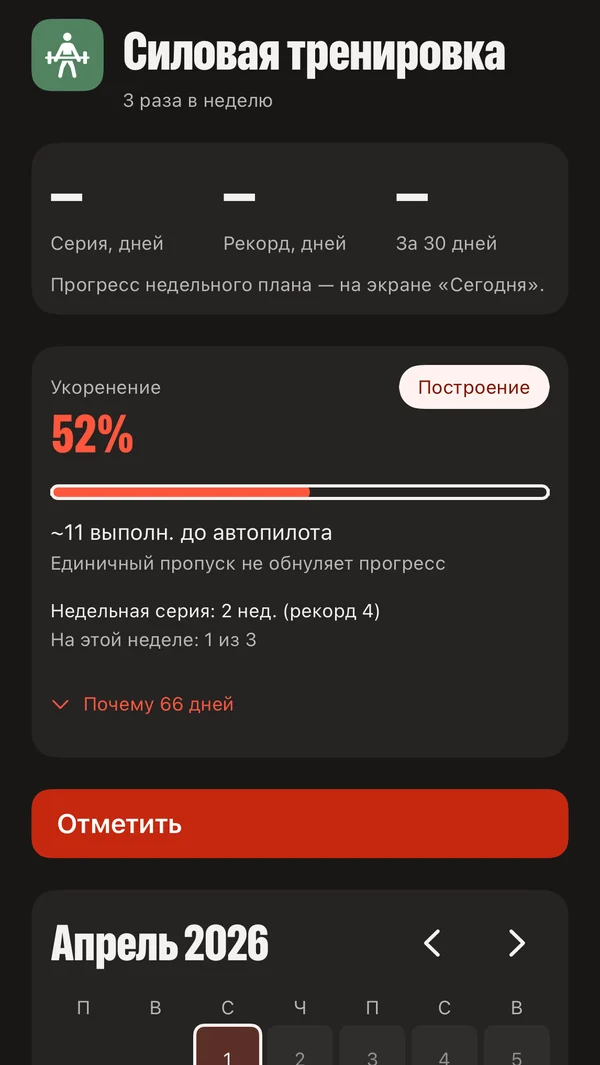 Силовая тренировка
3 раза в неделю
— — —
Серия, дней Рекорд, дней За 30 дней
Прогресс недельного плана — на экране «Сегодня».
Укоренение Построение
52%
~11 выполн. до автопилота
Единичный пропуск не обнуляет прогресс
Недельная серия: 2 нед. (рекорд 4)
На этой неделе: 1 из 3
Почему 66 дней
Отметить
Апрель 2026
П В С Ч П С В
1 2 3 4 5